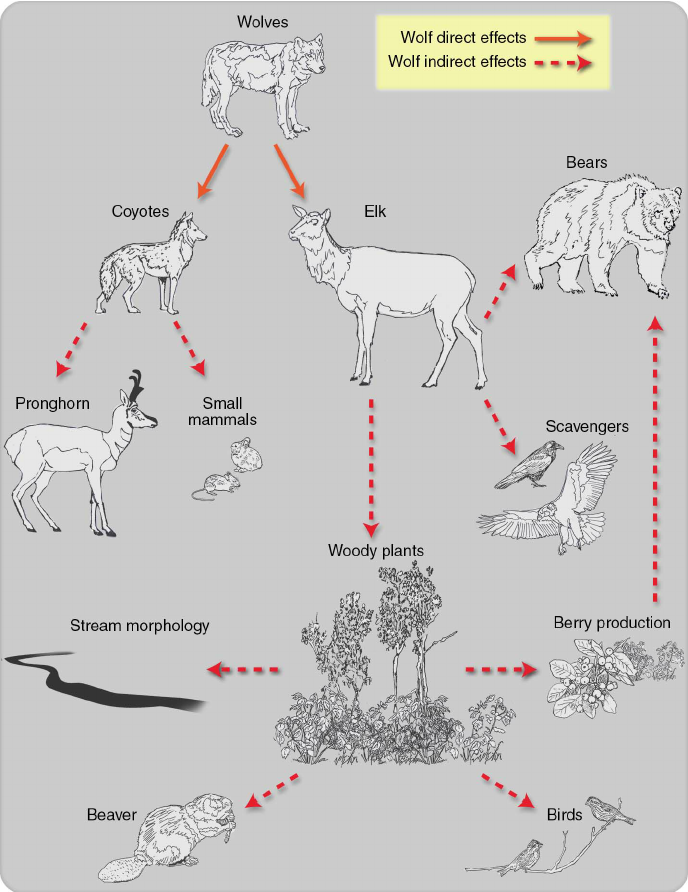 Wolves
Wolf direct effects
Wolf indirect effects
Bears
Coyotes
Elk
Pronghorn
Small
mammals
Scavengers
Woody plants
Stream morphology
Berry production
Beaver
Birds